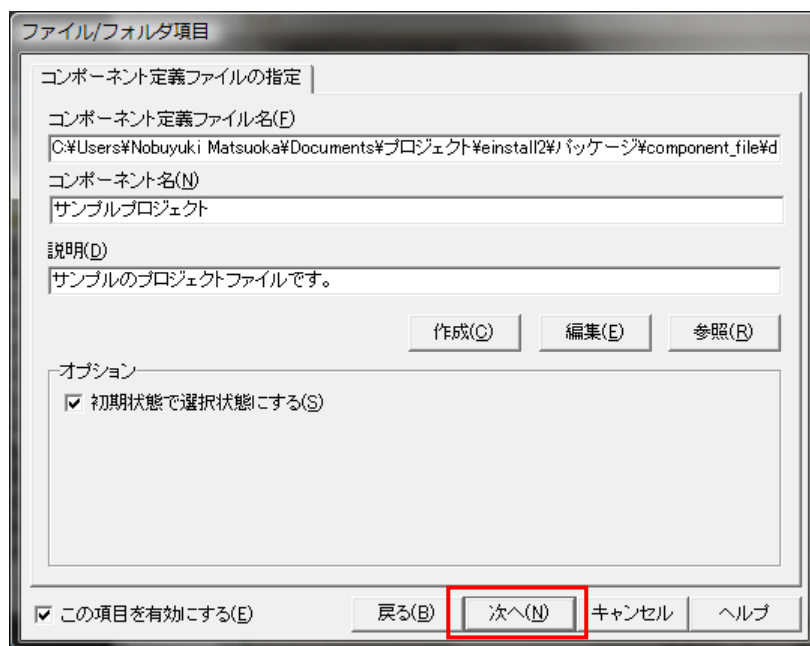 ファイル/フォルダ項目
コンポーネント定義ファイルの指定
コンポーネント定義ファイル名(F)
C:¥Users¥Nobuyuki Matsuoka¥Documents¥プロジェクト¥einstall2¥パッケージ¥component_file¥d
コンポーネント名(N)
サンプルプロジェクト
説明(D)
サンプルのプロジェクトファイルです。
作成(C) 編集(E) 参照(R)
オプション
初期状態で選択状態にする(S)
この項目を有効にする(E) 戻る(B) 次へ(N) キャンセル ヘルプ